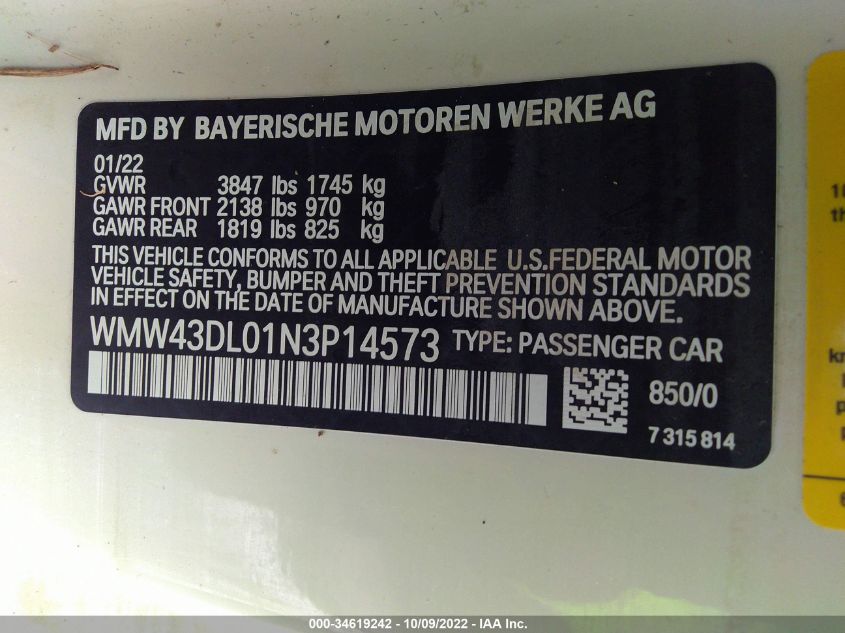 MFD BY BAYERISCHE MOTOREN WERKE AG
01/22
GVWR 3847 lbs 1745 kg
GAWR FRONT 2138 lbs 970 kg
GAWR REAR 1819 lbs 825 kg
THIS VEHICLE CONFORMS TO ALL APPLICABLE U.S.FEDERAL MOTOR
VEHICLE SAFETY, BUMPER AND THEFT PREVENTION STANDARDS
IN EFFECT ON THE DATE OF MANUFACTURE SHOWN ABOVE.
WMW43DL01N3P14573 TYPE: PASSENGER CAR
850/0
7 315 814
000-34619242 - 10/09/2022 - IAA Inc.